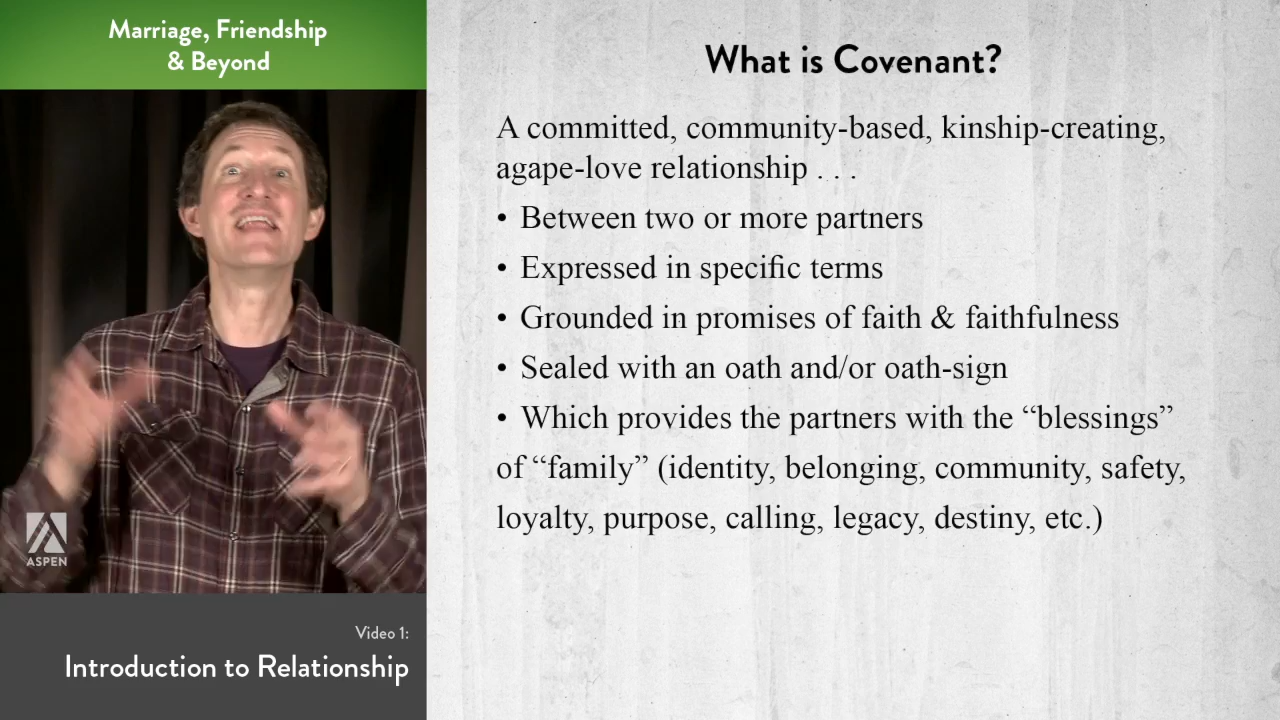 Marriage, Friendship
& Beyond
ASPEN
Video 1:
Introduction to Relationship
What is Covenant?
A committed, community-based, kinship-creating,
agape-love relationship . . .
• Between two or more partners
• Expressed in specific terms
• Grounded in promises of faith & faithfulness
• Sealed with an oath and/or oath-sign
• Which provides the partners with the “blessings”
of “family” (identity, belonging, community, safety,
loyalty, purpose, calling, legacy, destiny, etc.)